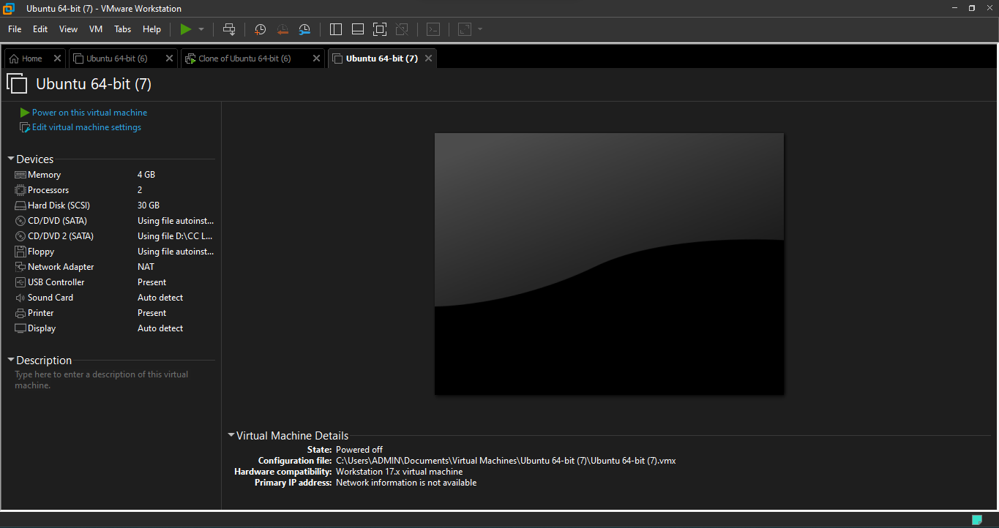 Ubuntu 64-bit (7) - VMware Workstation
File Edit View VM Tabs Help
Home Ubuntu 64-bit (6) Clone of Ubuntu 64-bit (6) Ubuntu 64-bit (7)
Ubuntu 64-bit (7)
Power on this virtual machine
Edit virtual machine settings
Devices
Memory 4 GB
Processors 2
Hard Disk (SCSI) 30 GB
CD/DVD (SATA) Using file autoinst...
CD/DVD 2 (SATA) Using file D:\CC L...
Floppy Using file autoinst...
Network Adapter NAT
USB Controller Present
Sound Card Auto detect
Printer Present
Display Auto detect
Description
Type here to enter a description of this virtual
machine.
Virtual Machine Details
State: Powered off
Configuration file: C:\Users\ADMIN\Documents\Virtual Machines\Ubuntu 64-bit (7)\Ubuntu 64-bit (7).vmx
Hardware compatibility: Workstation 17.x virtual machine
Primary IP address: Network information is not available